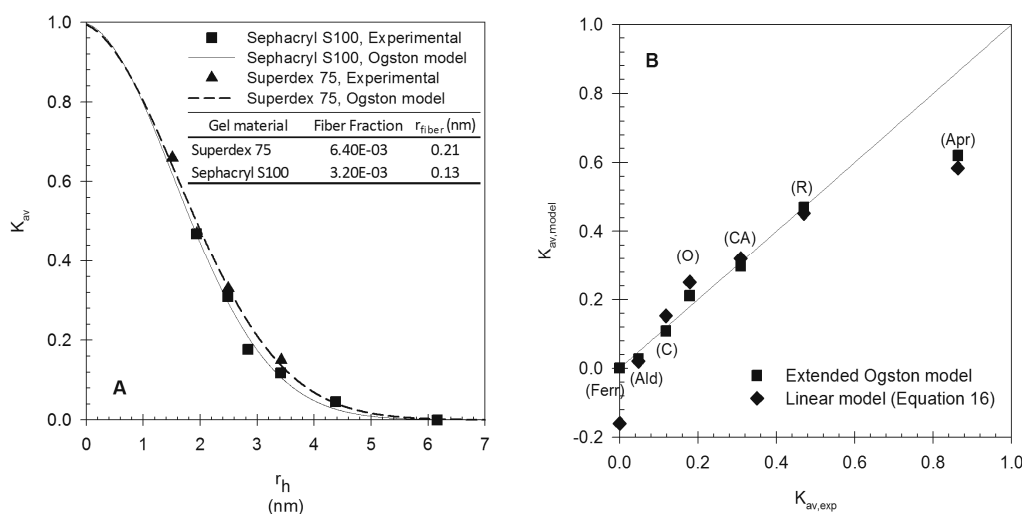 1.0
0.8
0.6
0.4
0.2
0.0
K_av
Sephacryl S100, Experimental
Sephacryl S100, Ogston model
Superdex 75, Experimental
Superdex 75, Ogston model
Gel material Fiber Fraction r_fiber (nm)
Superdex 75 6.40E-03 0.21
Sephacryl S100 3.20E-03 0.13
A
0 1 2 3 4 5 6 7
r_h
(nm)
1.0
0.8
0.6
0.4
0.2
0.0
-0.2
K_av,model
B
(Apr)
(R)
(CA)
(O)
(C)
(Ald)
(Ferr)
Extended Ogston model
Linear model (Equation 16)
0.0 0.2 0.4 0.6 0.8 1.0
K_av,exp